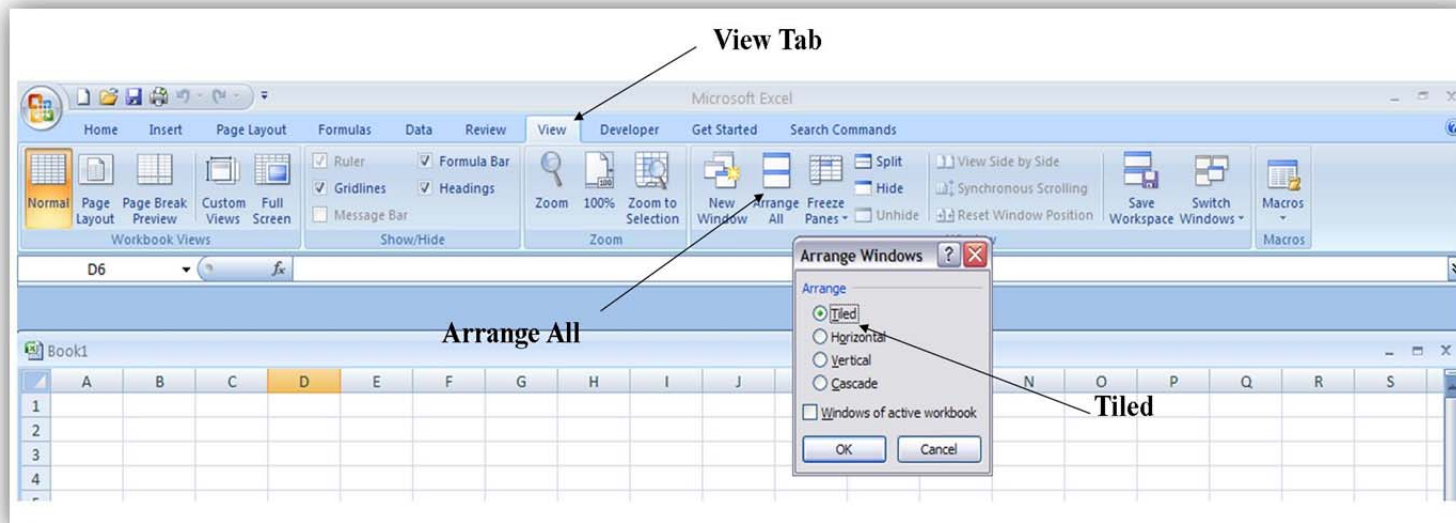 View Tab
Microsoft Excel
Home Insert Page Layout Formulas Data Review View Developer Get Started Search Commands
Normal Page Layout Page Break Preview Custom Views Full Screen
Workbook Views
Ruler Formula Bar
Gridlines Headings
Message Bar
Show/Hide
Zoom 100% Zoom to Selection
Zoom
New Window Arrange All Freeze Panes
Split
Hide
Unhide
View Side by Side
Synchronous Scrolling
Reset Window Position
Save Workspace Switch Windows
Macros
Macros
D6 fx
Arrange Windows
Arrange
Tiled
Horizontal
Vertical
Cascade
Windows of active workbook
OK Cancel
Arrange All
Tiled
Book1
A B C D E F G H I J N O P Q R S
1
2
3
4